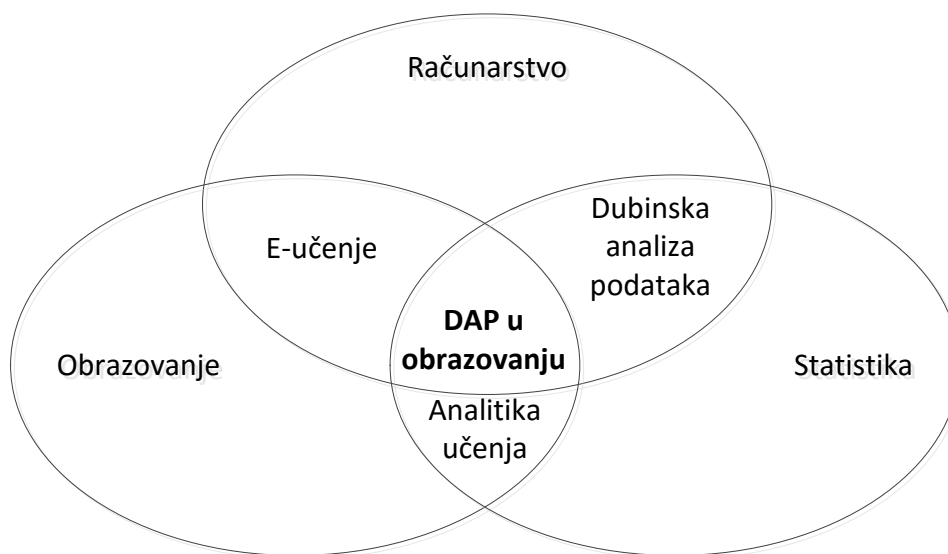 Računarstvo
E-učenje
Dubinska
analiza
podataka
DAP u
obrazovanju
Obrazovanje
Statistika
Analitika
učenja